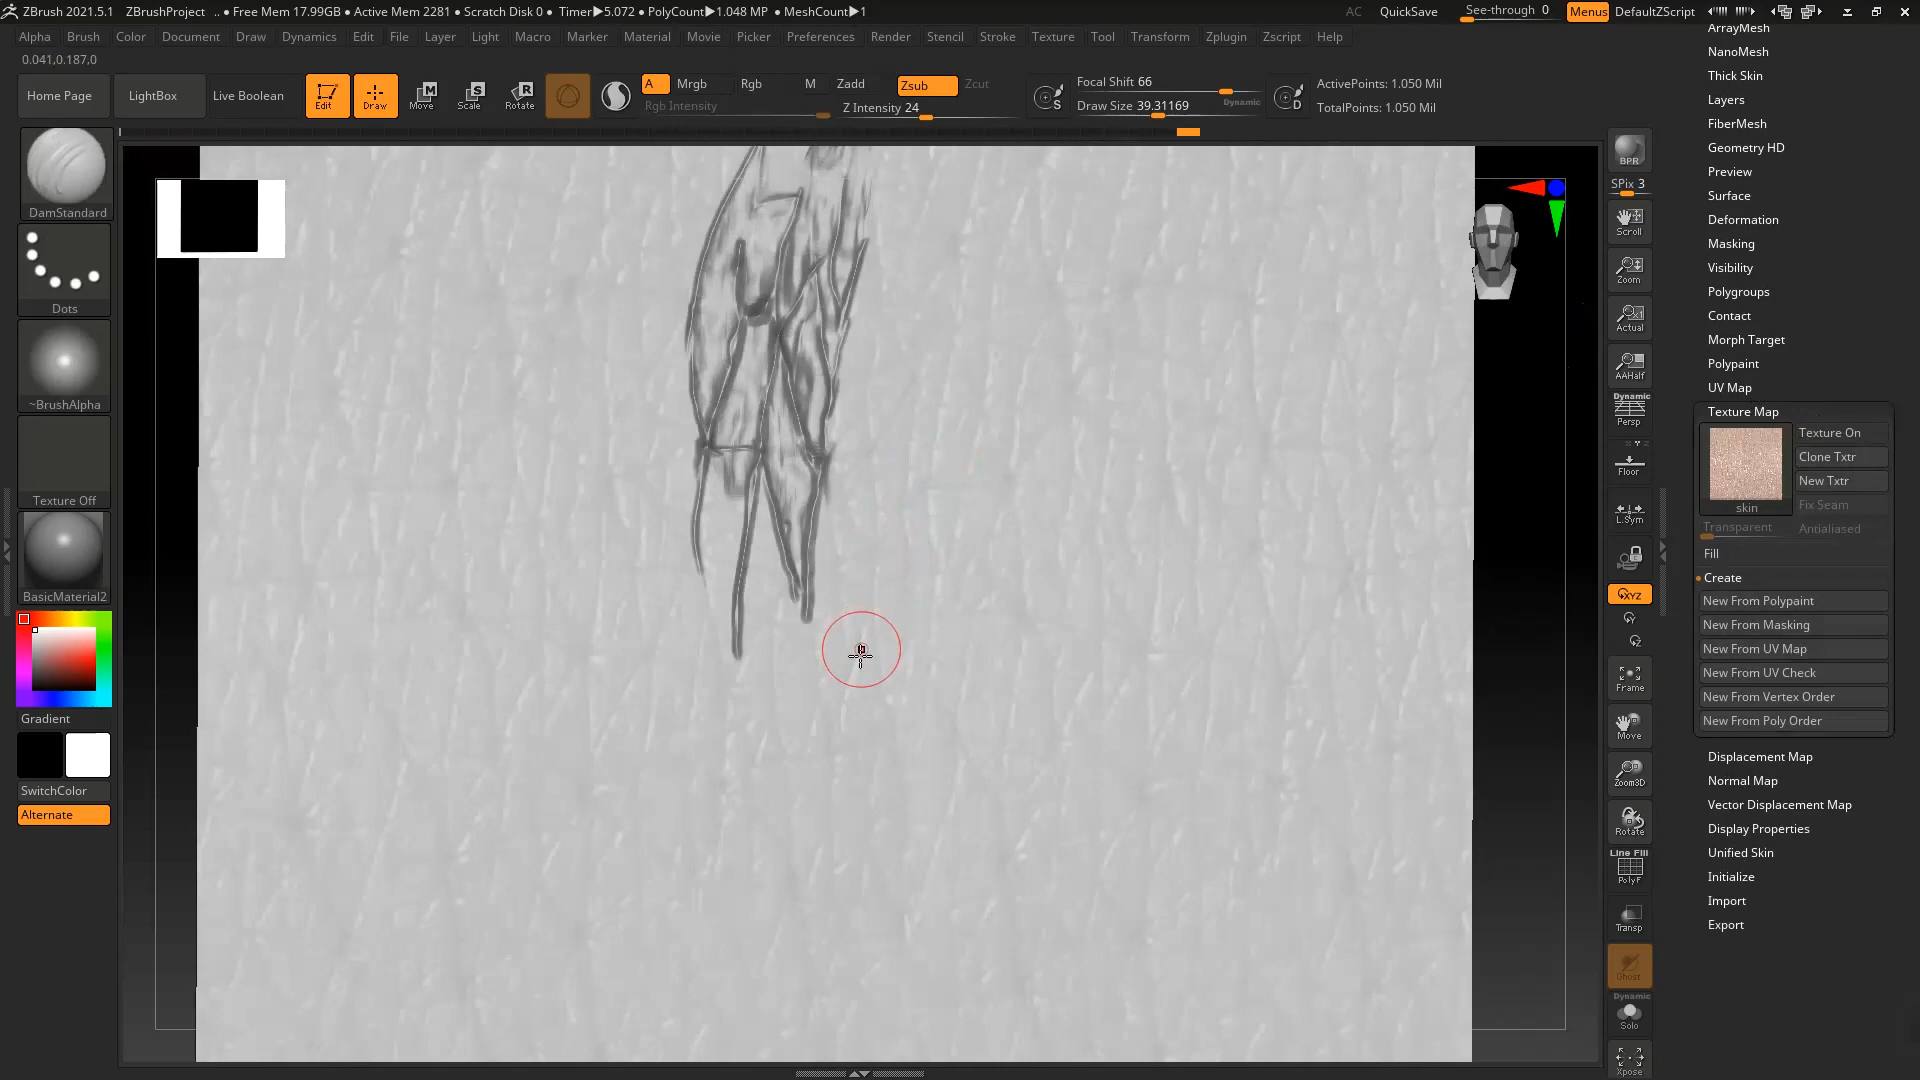 ZBrush 2021.5.1 ZBrushProject .. ● Free Mem 17.99GB ● Active Mem 2281 ● Scratch Disk 0 ● Timer▶5.072 ● PolyCount▶1.048 MP ● MeshCount▶1 AC QuickSave See-through 0 Menus DefaultZScript
Alpha Brush Color Document Draw Dynamics Edit File Layer Light Macro Marker Material Movie Picker Preferences Render Stencil Stroke Texture Tool Transform Zplugin Zscript Help
0.041,0.187,0
Home Page LightBox Live Boolean Edit Draw Move Scale Rotate
A Mrgb Rgb M Zadd Zsub Zcut
Rgb Intensity Z Intensity 24
Focal Shift 66
Draw Size 39.31169 Dynamic
ActivePoints: 1.050 Mil
TotalPoints: 1.050 Mil
DamStandard
Dots
~BrushAlpha
Texture Off
BasicMaterial2
Gradient
SwitchColor
Alternate
BPR
SPix 3
Scroll
Zoom
Actual
AAHalf
Dynamic
Persp
Floor
L.Sym
XYZ
Frame
Move
Zoom3D
Rotate
Line Fill
PolyF
Transp
Ghost
Dynamic
Solo
Xpose
ArrayMesh
NanoMesh
Thick Skin
Layers
FiberMesh
Geometry HD
Preview
Surface
Deformation
Masking
Visibility
Polygroups
Contact
Morph Target
Polypaint
UV Map
Texture Map
Texture On
Clone Txtr
New Txtr
skin Fix Seam
Transparent Antialiased
Fill
Create
New From Polypaint
New From Masking
New From UV Map
New From UV Check
New From Vertex Order
New From Poly Order
Displacement Map
Normal Map
Vector Displacement Map
Display Properties
Unified Skin
Initialize
Import
Export